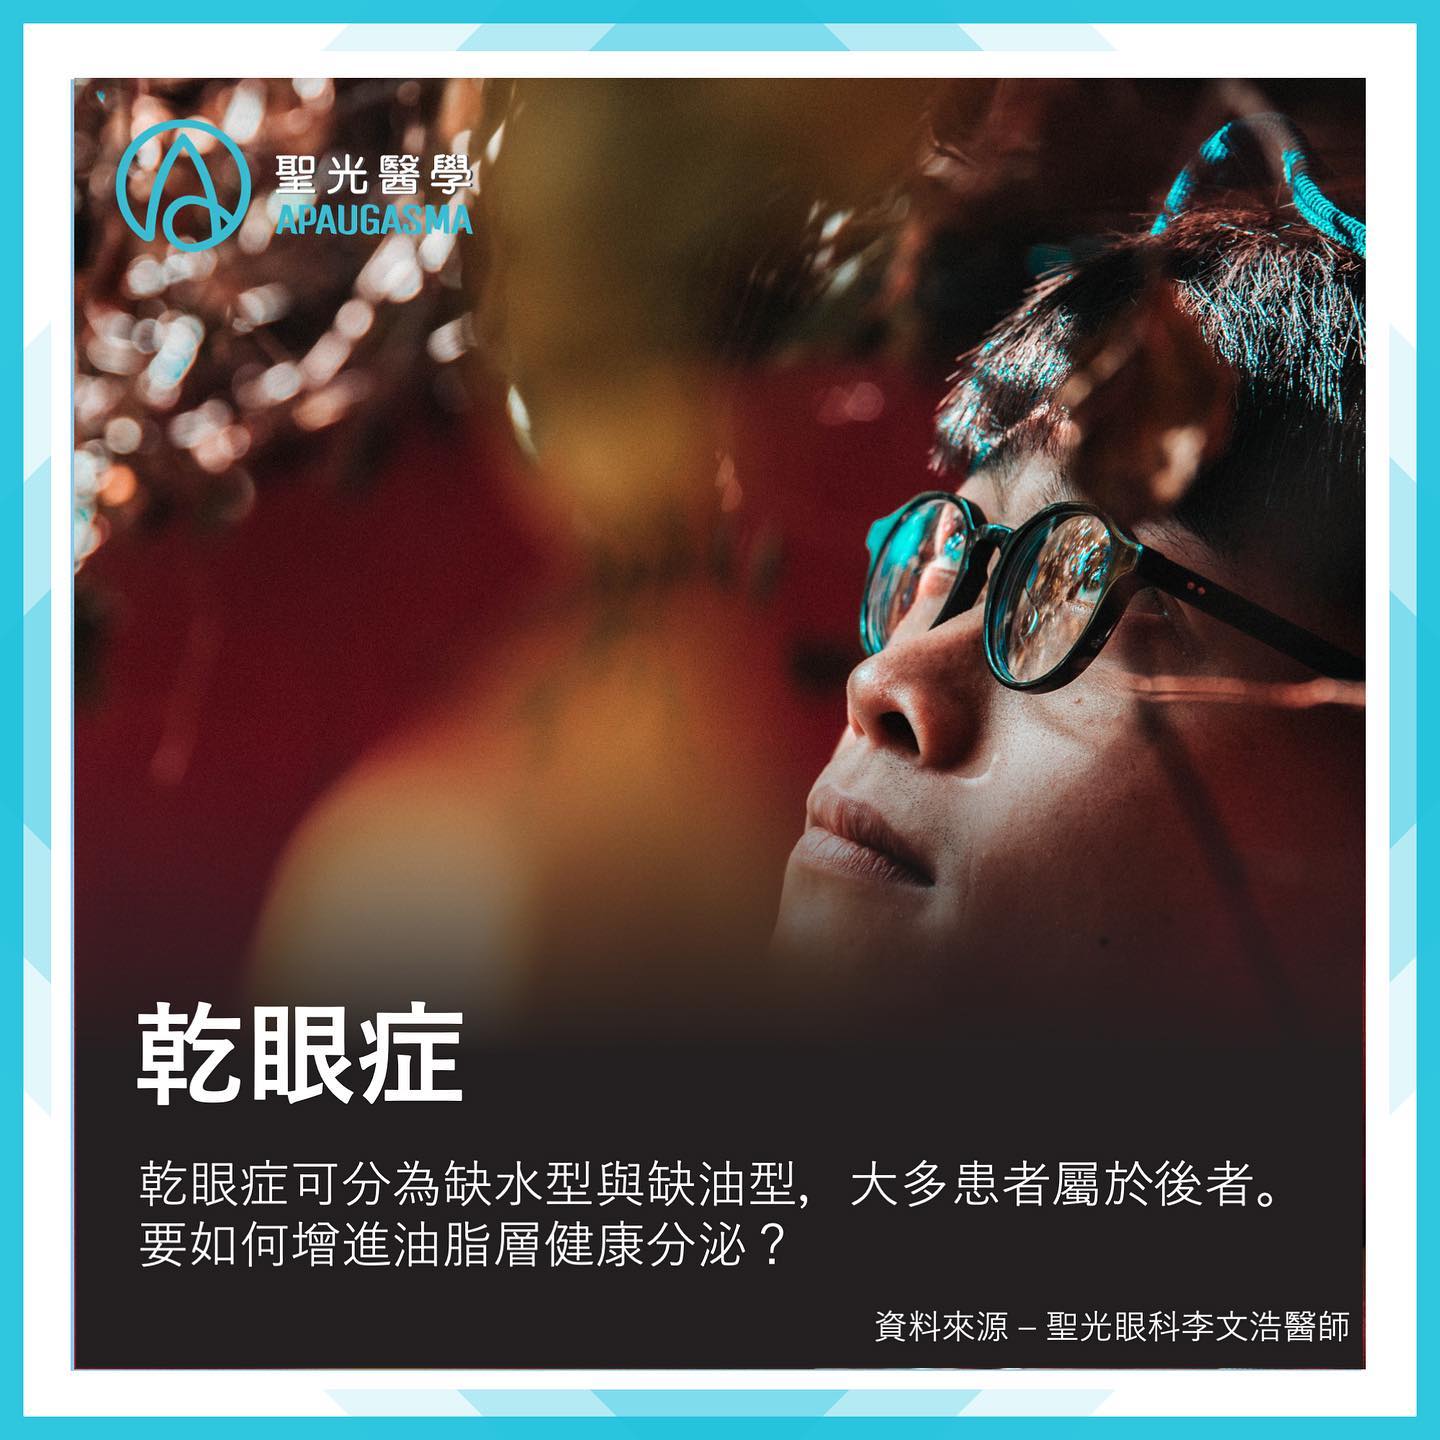 聖光醫學
APAUGASMA
乾眼症
乾眼症可分為缺水型與缺油型，大多患者屬於後者。
要如何增進油脂層健康分泌？
資料來源 – 聖光眼科李文浩醫師